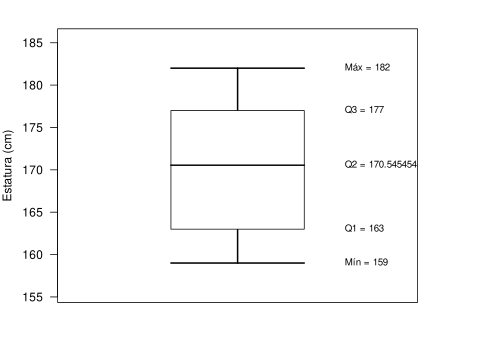 Estatura (cm)
185
180
175
170
165
160
155
Máx = 182
Q3 = 177
Q2 = 170.545454
Q1 = 163
Mín = 159